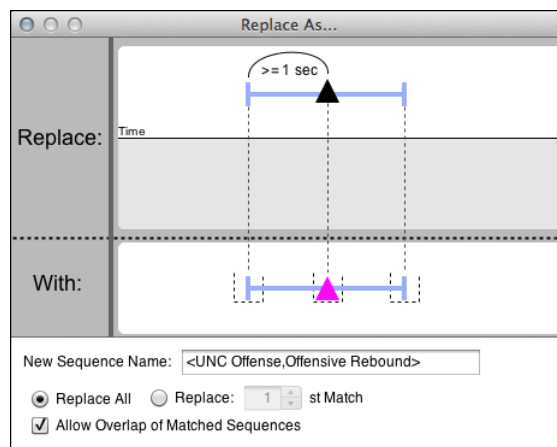 Replace As...
>=1 sec
Replace:
Time
With:
New Sequence Name: <UNC Offense,Offensive Rebound>
Replace All Replace: 1 st Match
Allow Overlap of Matched Sequences